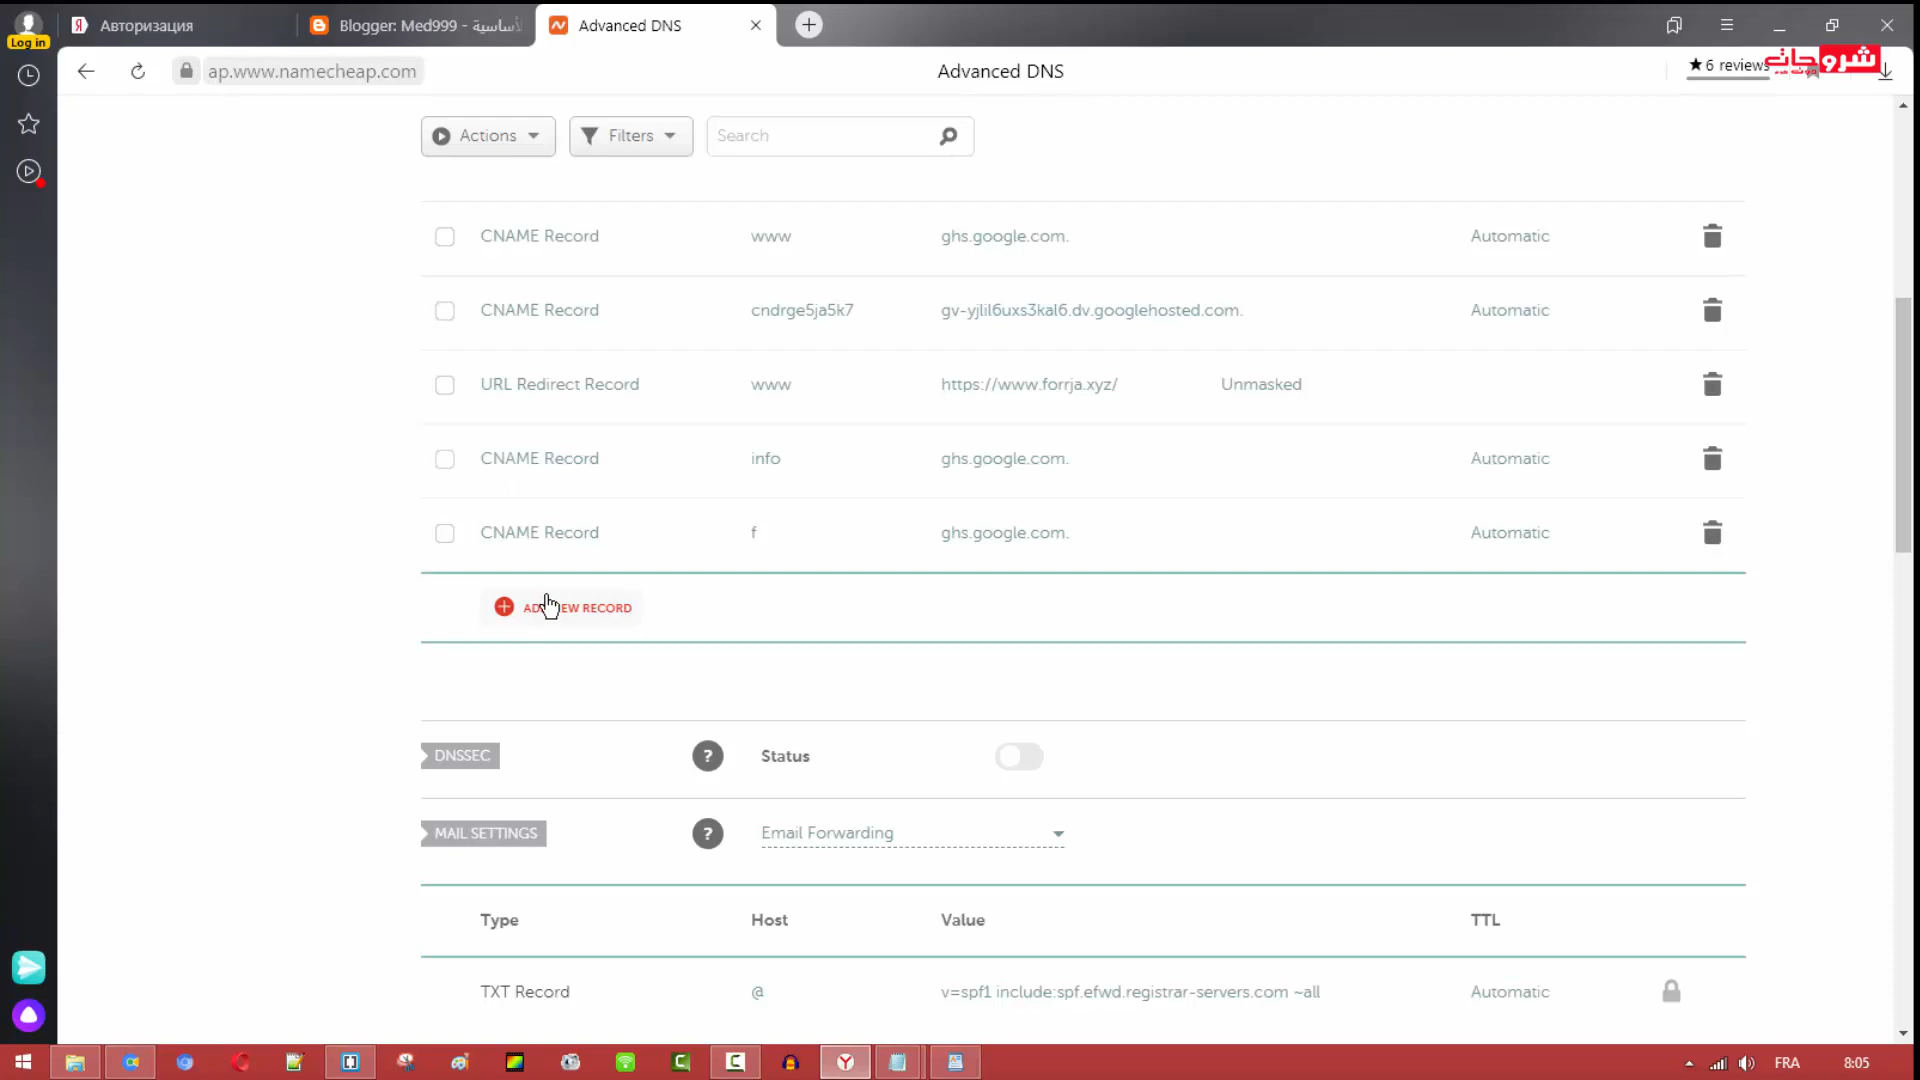 Log in
Авторизация
Blogger: Med999 - الأساسية
Advanced DNS
ap.www.namecheap.com
Advanced DNS
★6 reviews
شروحات
Actions
Filters
Search
CNAME Record www ghs.google.com. Automatic
CNAME Record cndrge5ja5k7 gv-yjlil6uxs3kal6.dv.googlehosted.com. Automatic
URL Redirect Record www https://www.forrja.xyz/ Unmasked
CNAME Record info ghs.google.com. Automatic
CNAME Record f ghs.google.com. Automatic
ADD NEW RECORD
DNSSEC ? Status
MAIL SETTINGS ? Email Forwarding
Type Host Value TTL
TXT Record @ v=spf1 include:spf.efwd.registrar-servers.com ~all Automatic
FRA 8:05